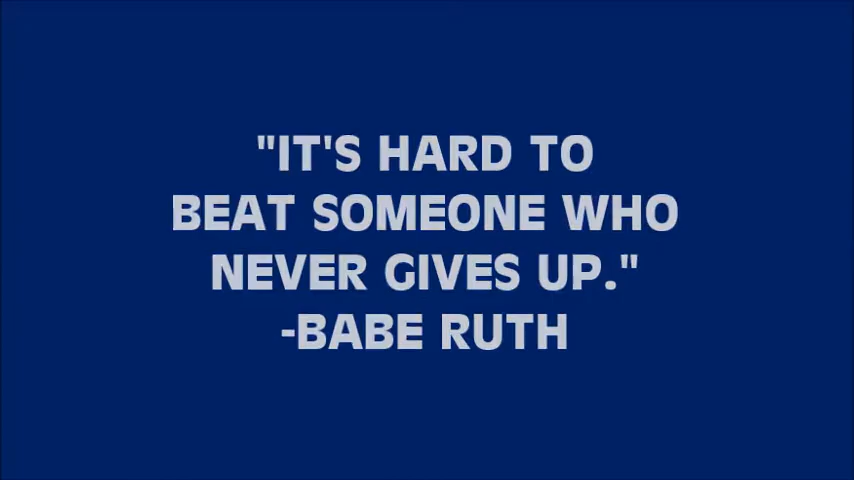 "IT'S HARD TO
BEAT SOMEONE WHO
NEVER GIVES UP."
-BABE RUTH